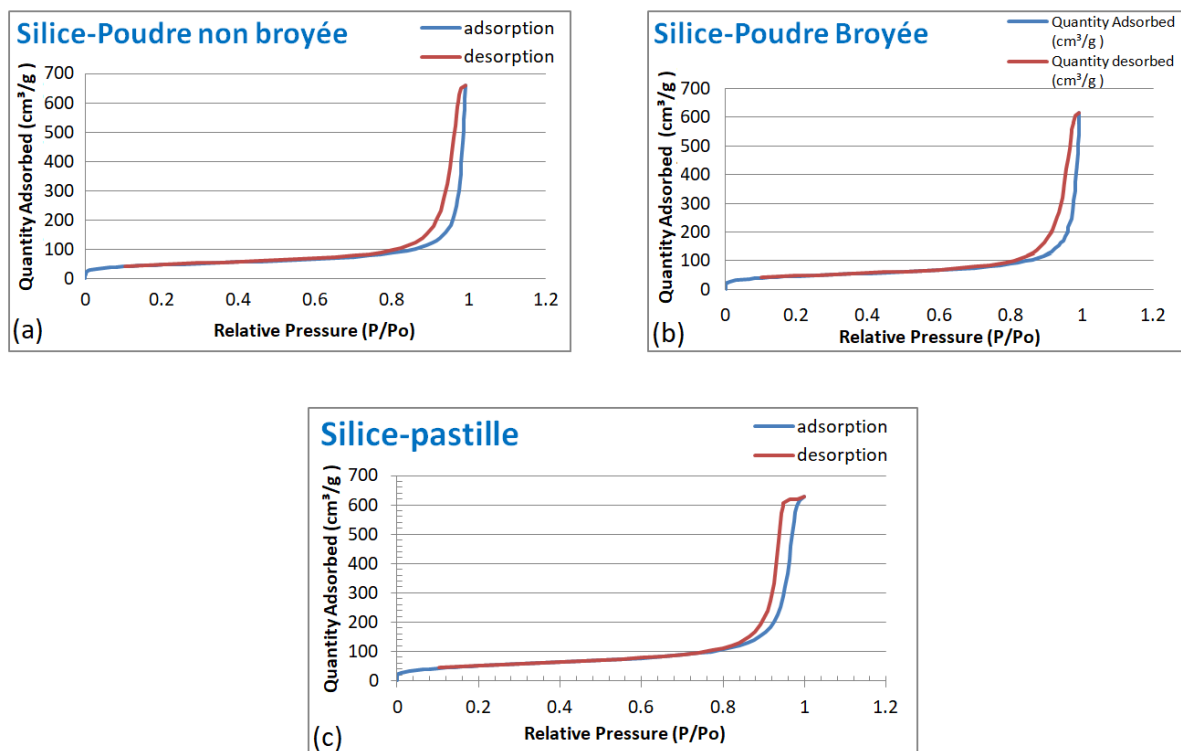 Silice-Poudre non broyée
adsorption
desorption
Quantity Adsorbed (cm³/g )
700
600
500
400
300
200
100
0
0 0.2 0.4 0.6 0.8 1 1.2
Relative Pressure (P/Po)
(a)
Silice-Poudre Broyée
Quantity Adsorbed
(cm³/g )
Quantity desorbed
(cm³/g )
Quantity Adsorbed (cm³/g )
700
600
500
400
300
200
100
0
0 0.2 0.4 0.6 0.8 1 1.2
Relative Pressure (P/Po)
(b)
Silice-pastille
adsorption
desorption
Quantity Adsorbed (cm³/g )
700
600
500
400
300
200
100
0
0 0.2 0.4 0.6 0.8 1 1.2
Relative Pressure (P/Po)
(c)